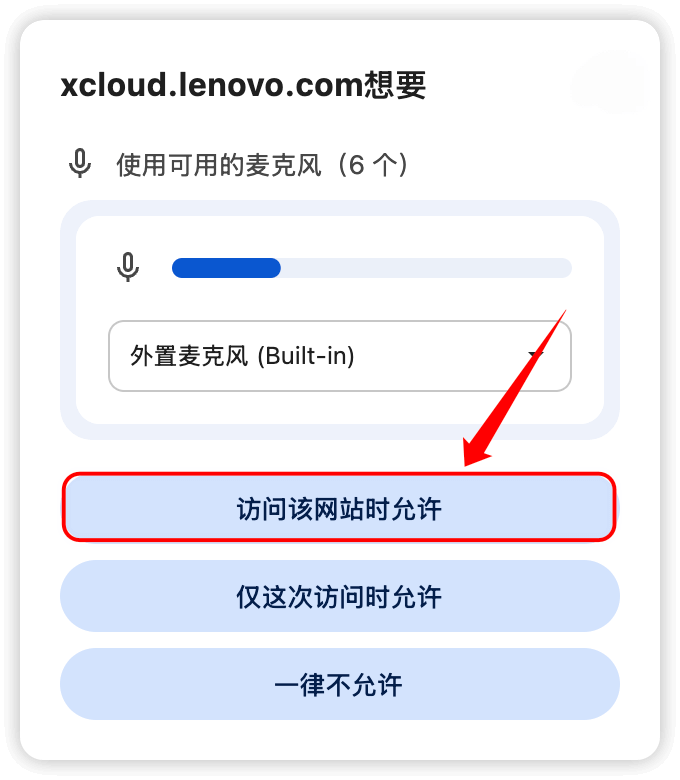 xcloud.lenovo.com想要
使用可用的麦克风（6 个）
外置麦克风 (Built-in)
访问该网站时允许
仅这次访问时允许
一律不允许